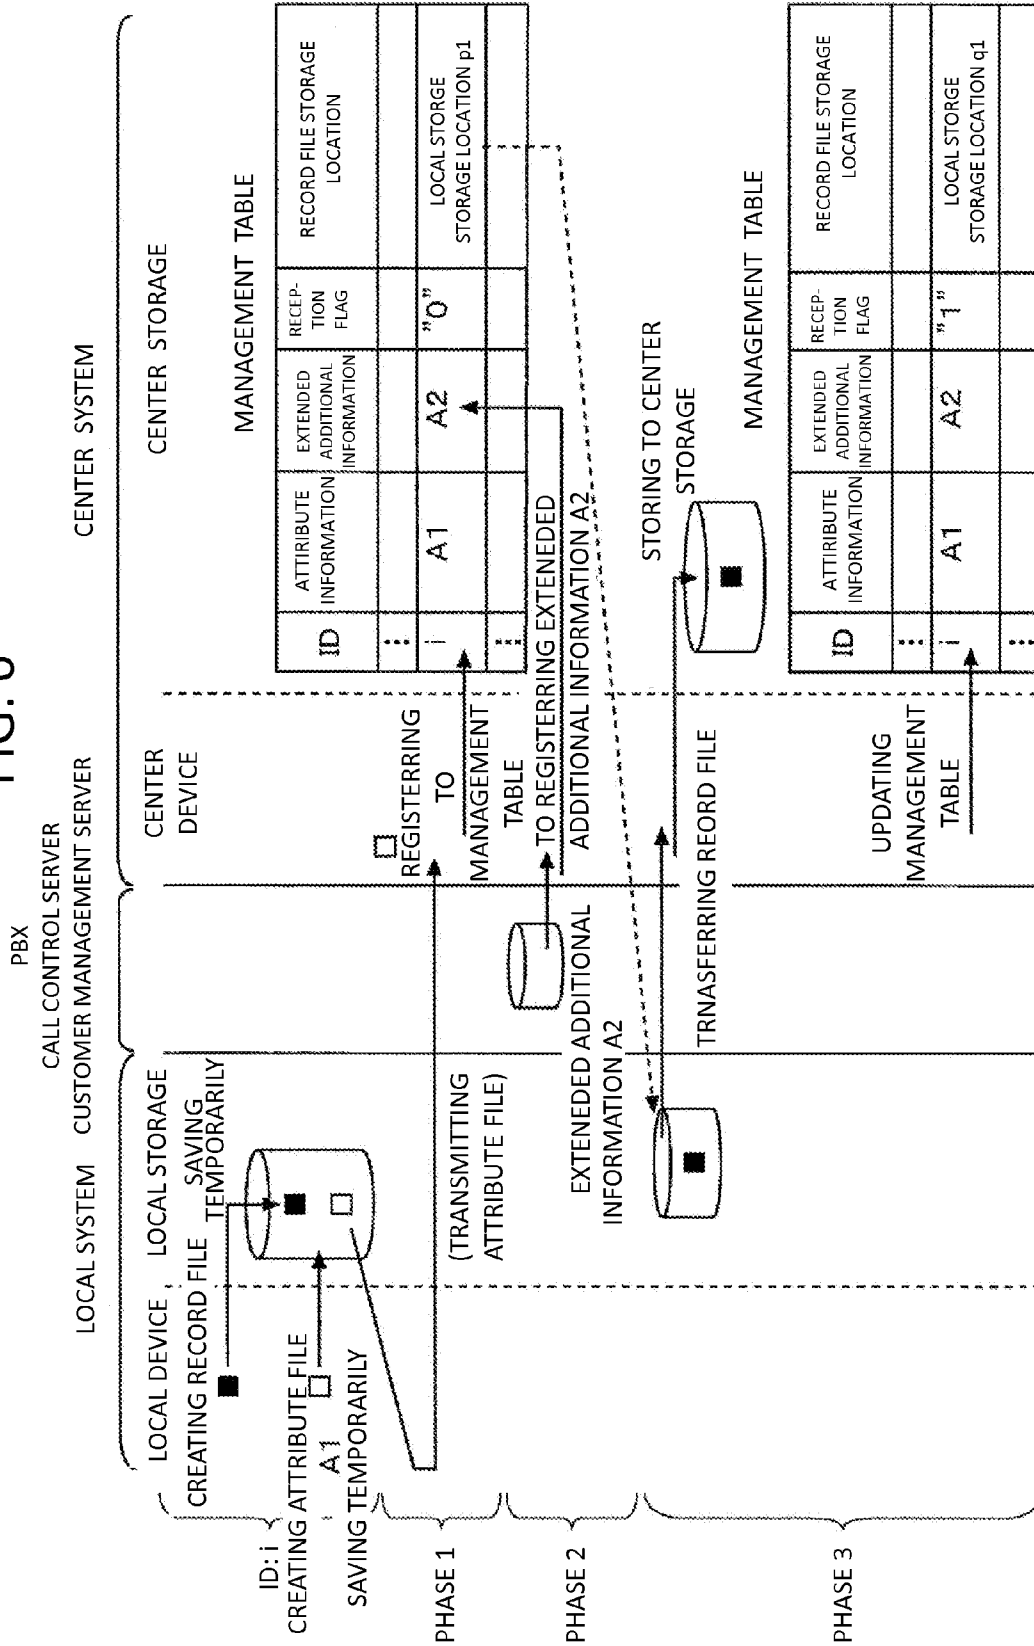 FIG. 6
PBX
CALL CONTROL SERVER
CUSTOMER MANAGEMENT SERVER
LOCAL SYSTEM
CENTER SYSTEM
LOCAL DEVICE
LOCAL STORAGE
CENTER
DEVICE
CENTER STORAGE
CREATING RECORD FILE
SAVING
TEMPORARILY
ID: i
CREATING ATTRIBUTE FILE
A1
SAVING TEMPORARILY
MANAGEMENT TABLE
ID
ATTIRIBUTE
INFORMATION
EXTENDED
ADDITIONAL
INFORMATION
RECEP-
TION
FLAG
RECORD FILE STORAGE
LOCATION
i
A1
A2
"0"
LOCAL STORGE
STORAGE LOCATION p1
PHASE 1
(TRANSMITTING
ATTRIBUTE FILE)
REGISTERRING
TO
MANAGEMENT
TABLE
PHASE 2
EXTENEDED ADDITIONAL
INFORMATION A2
TO REGISTERRING EXTENEDED
ADDITIONAL INFORMATION A2
PHASE 3
TRNASFERRING RECORD FILE
STORING TO CENTER
STORAGE
UPDATING
MANAGEMENT
TABLE
MANAGEMENT TABLE
ID
ATTIRIBUTE
INFORMATION
EXTENDED
ADDITIONAL
INFORMATION
RECEP-
TION
FLAG
RECORD FILE STORAGE
LOCATION
i
A1
A2
"1"
LOCAL STORGE
STORAGE LOCATION q1